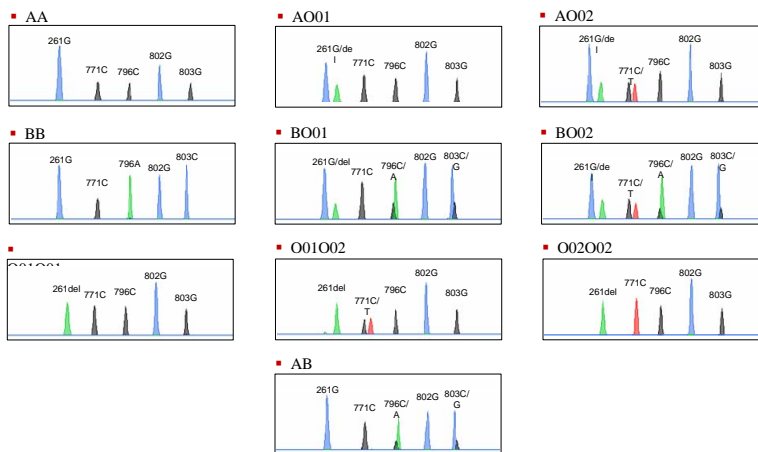 AA
261G
771C
796C
802G
803G
AO01
261G/de
l
771C
796C
802G
803G
AO02
261G/de
l
771C/
T
796C
802G
803G
BB
261G
771C
796A
802G
803C
BO01
261G/del
771C
796C/
A
802G
803C/
G
BO02
261G/de
771C/
T
796C/
A
802G
803C/
G
261del
771C
796C
802G
803G
O01O02
261del
771C/
T
796C
802G
803G
O02O02
261del
771C
796C
802G
803G
AB
261G
771C
796C/
A
802G
803C/
G